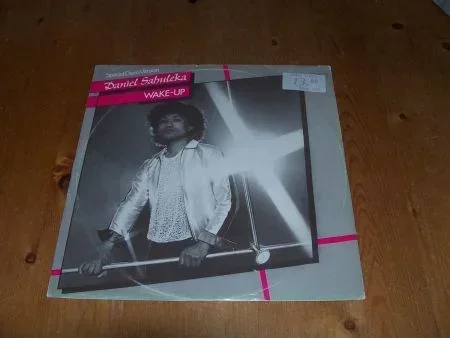 Special Dance Version
Daniel Sahuleka
WAKE-UP